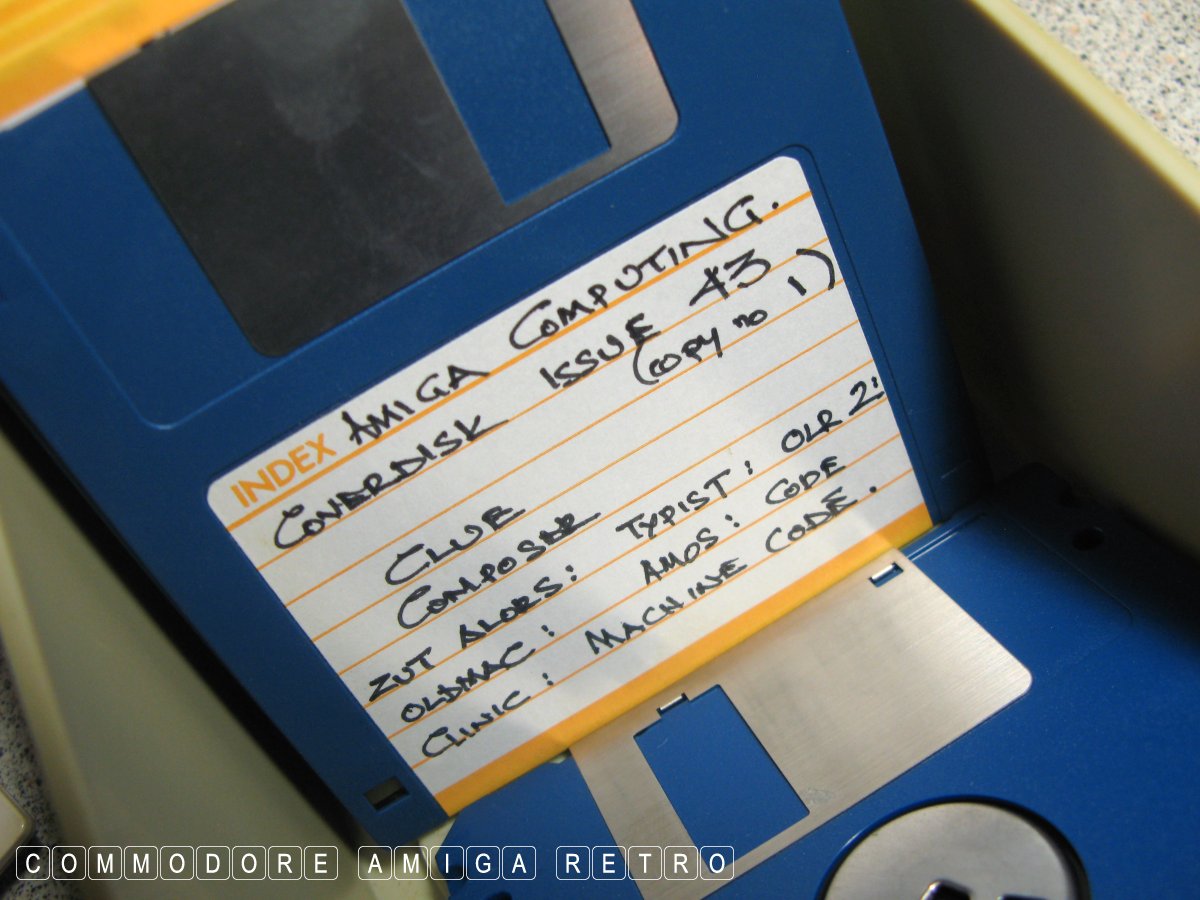 INDEX AMIGA COMPUTING.
COVERDISK ISSUE 43
(COPY no 1)
CLUE
COMPOSER TYPIST: OLR 2:
ZUT ALORS: AMOS: CODE
OLDMAC: MACHINE CODE.
CLINIC:
COMMODORE AMIGA RETRO